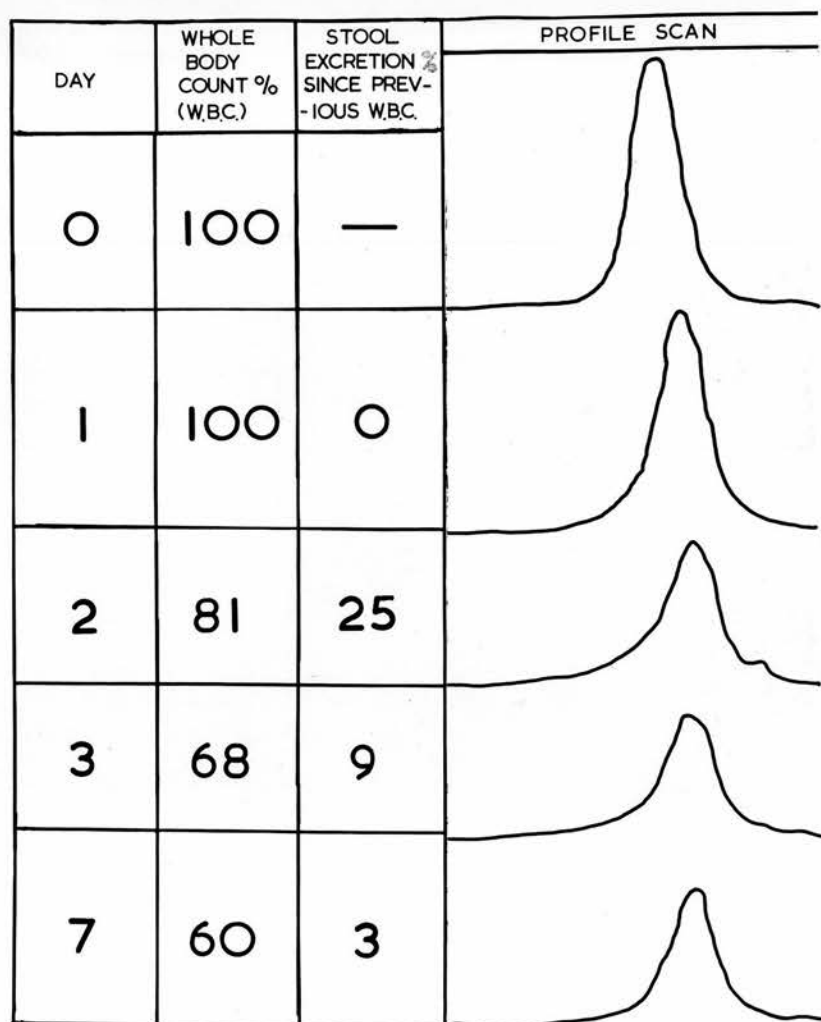 DAY
WHOLE
BODY
COUNT %
(W.B.C.)
STOOL
EXCRETION %
SINCE PREV-
-IOUS W.B.C.
PROFILE SCAN
0 100 —
1 100 0
2 81 25
3 68 9
7 60 3